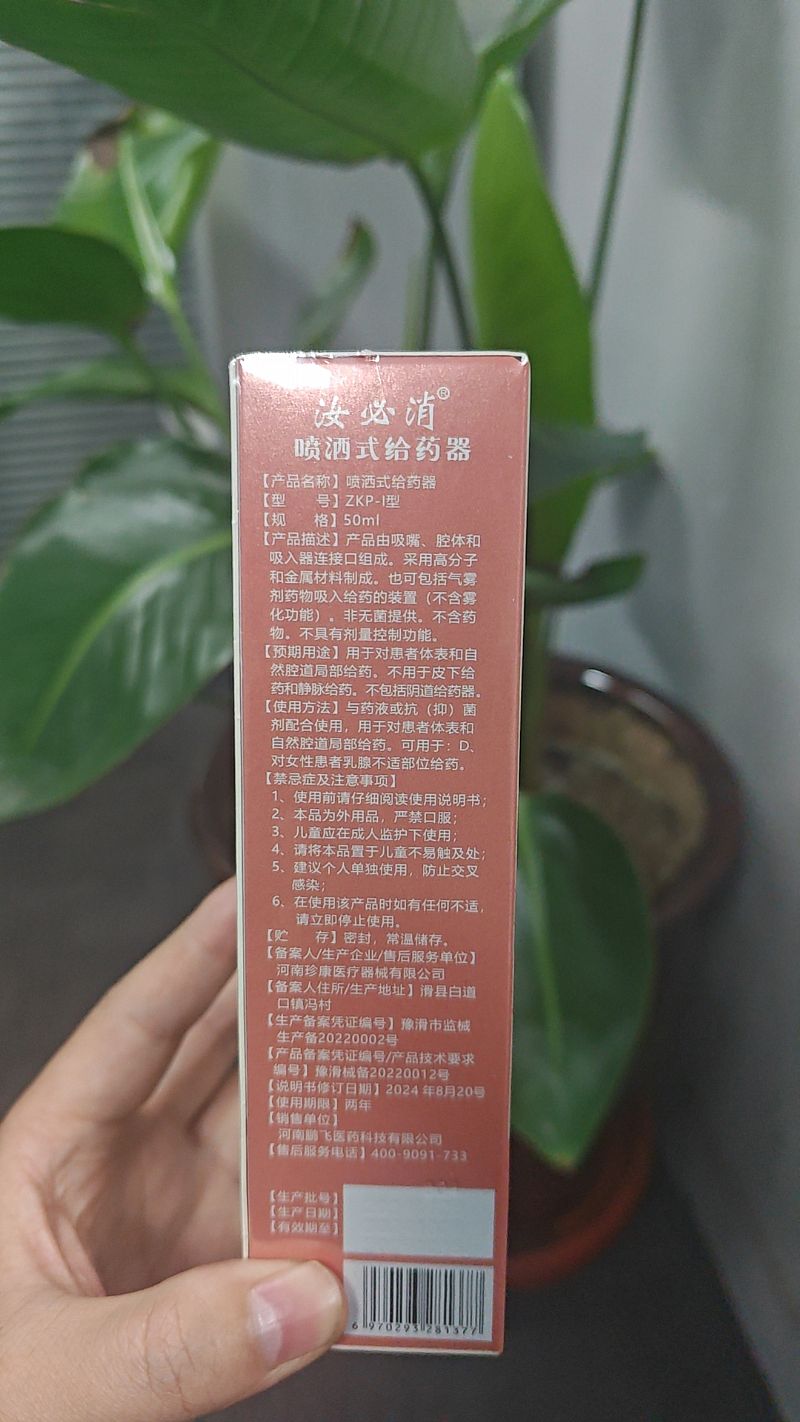 汝必消®
喷洒式给药器
【产品名称】喷洒式给药器
【型　　号】ZKP-I型
【规　　格】50ml
【产品描述】产品由吸嘴、腔体和
吸入器连接口组成。采用高分子
和金属材料制成。也可包括气雾
剂药物吸入给药的装置（不含雾
化功能）。非无菌提供。不含药
物。不具有剂量控制功能。
【预期用途】用于对患者体表和自
然腔道局部给药。不用于皮下给
药和静脉给药。不包括阴道给药器。
【使用方法】与药液或抗（抑）菌
剂配合使用，用于对患者体表和
自然腔道局部给药。可用于：D、
对女性患者乳腺不适部位给药。
【禁忌症及注意事项】
1、使用前请仔细阅读使用说明书；
2、本品为外用品，严禁口服；
3、儿童应在成人监护下使用；
4、请将本品置于儿童不易触及处；
5、建议个人单独使用，防止交叉
感染；
6、在使用该产品时如有任何不适，
请立即停止使用。
【贮　　存】密封，常温储存。
【备案人/生产企业/售后服务单位】
河南珍康医疗器械有限公司
【备案人住所/生产地址】滑县白道
口镇冯村
【生产备案凭证编号】豫滑市监械
生产备20220002号
【产品备案凭证编号/产品技术要求
编号】豫滑械备20220012号
【说明书修订日期】2024年8月20号
【使用期限】两年
【销售单位】
河南鹏飞医药科技有限公司
【售后服务电话】400-9091-733
【生产批号】
【生产日期】
【有效期至】
6 970293 281377